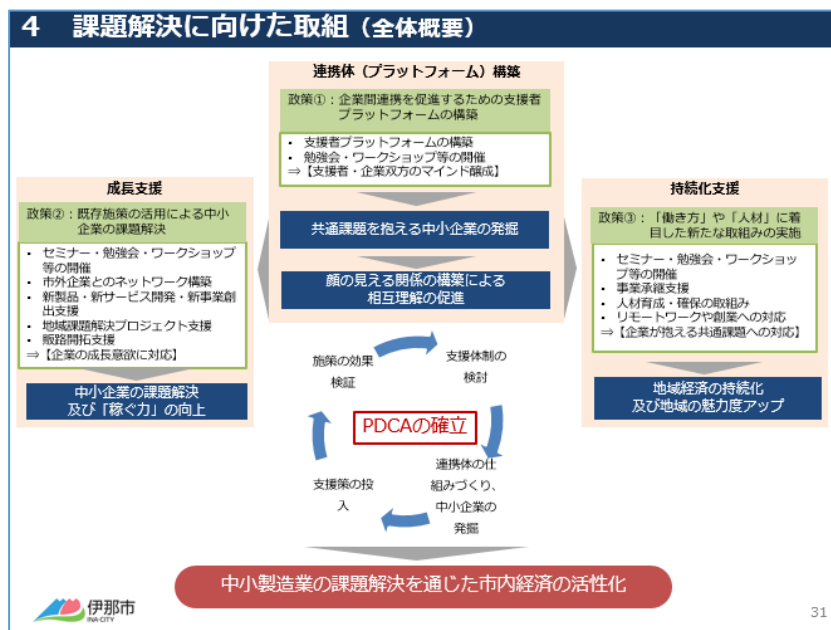 4 課題解決に向けた取組（全体概要）
連携体（プラットフォーム）構築
政策①：企業間連携を促進するための支援者
プラットフォームの構築
• 支援者プラットフォームの構築
• 勉強会・ワークショップ等の開催
⇒【支援者・企業双方のマインド醸成】
共通課題を抱える中小企業の発掘
顔の見える関係の構築による
相互理解の促進
成長支援
政策②：既存施策の活用による中小
企業の課題解決
• セミナー・勉強会・ワークショップ
等の開催
• 市外企業とのネットワーク構築
• 新製品・新サービス開発・新事業創
出支援
• 地域課題解決プロジェクト支援
• 販路開拓支援
⇒【企業の成長意欲に対応】
中小企業の課題解決
及び「稼ぐ力」の向上
持続化支援
政策③：「働き方」や「人材」に着
目した新たな取組みの実施
• セミナー・勉強会・ワークショッ
プ等の開催
• 事業承継支援
• 人材育成・確保の取組み
• リモートワークや創業への対応
⇒【企業が抱える共通課題への対応】
地域経済の持続化
及び地域の魅力度アップ
施策の効果
検証
支援体制の
検討
PDCAの確立
連携体の仕
組みづくり、
中小企業の
発掘
支援策の投
入
中小製造業の課題解決を通じた市内経済の活性化
伊那市
INA-CITY
31